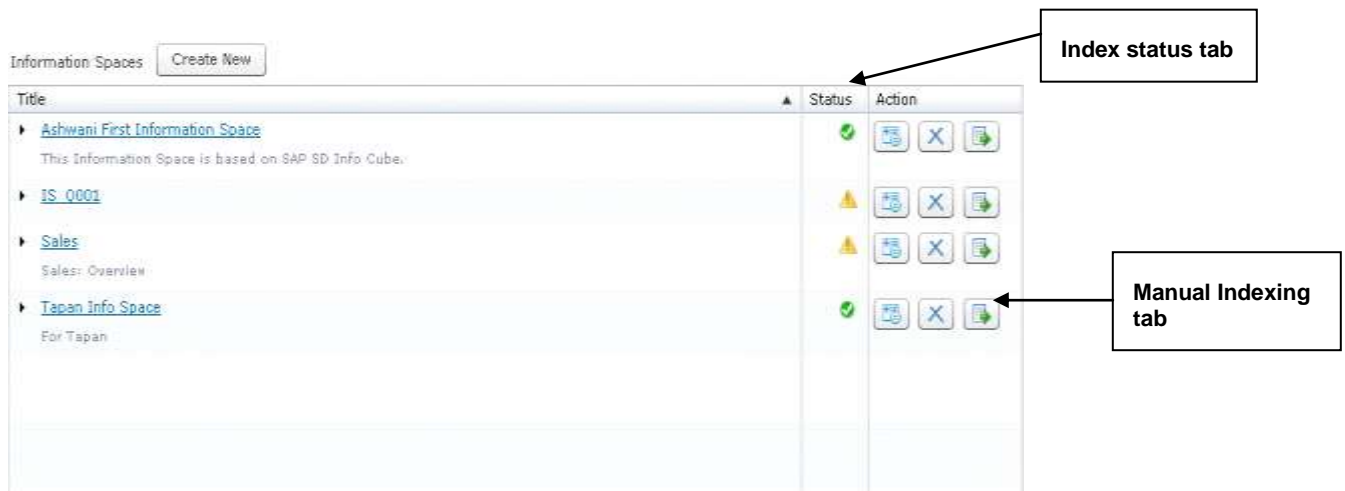 Index status tab
Information Spaces Create New
Title Status Action
Ashwani First Information Space
This Information Space is based on SAP SD Info Cube.
IS_0001
Sales
Sales: Overview
Manual Indexing
tab
Tapan Info Space
For Tapan